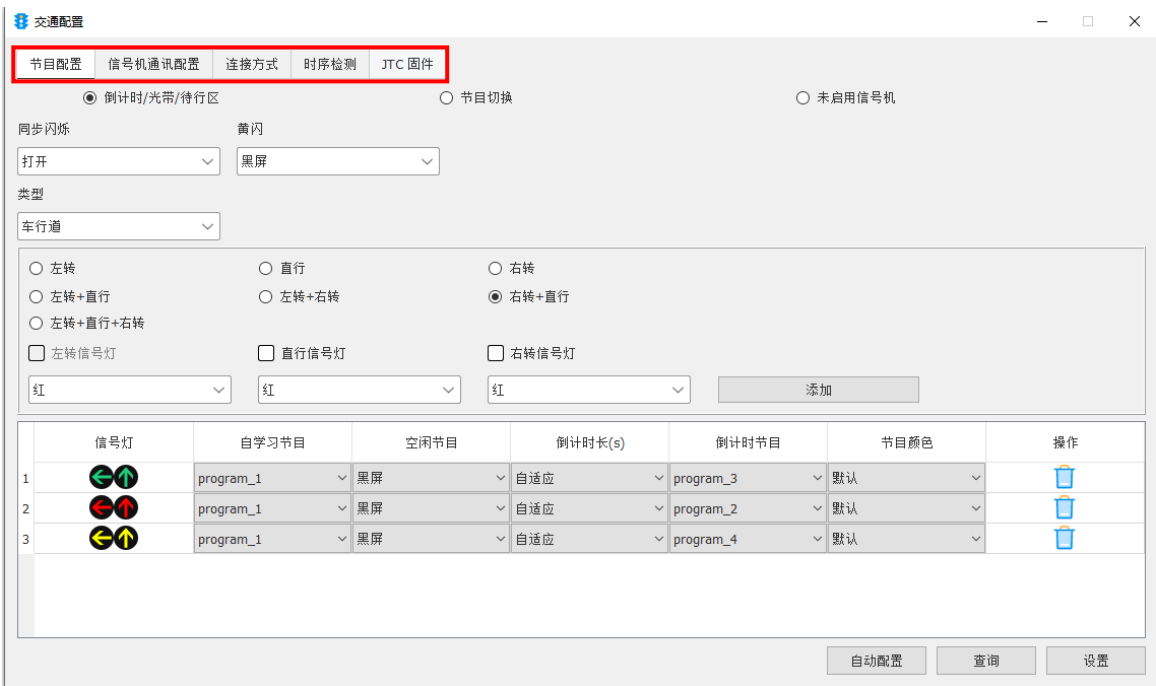 交通配置
节目配置 信号机通讯配置 连接方式 时序检测 JTC 固件
倒计时/光带/待行区 节目切换 未启用信号机
同步闪烁 黄闪
打开 黑屏
类型
车行道
左转 直行 右转
左转+直行 左转+右转 右转+直行
左转+直行+右转
左转信号灯 直行信号灯 右转信号灯
红 红 红 添加
信号灯 自学习节目 空闲节目 倒计时长(s) 倒计时节目 节目颜色 操作
1 program_1 黑屏 自适应 program_3 默认
2 program_1 黑屏 自适应 program_2 默认
3 program_1 黑屏 自适应 program_4 默认
自动配置 查询 设置